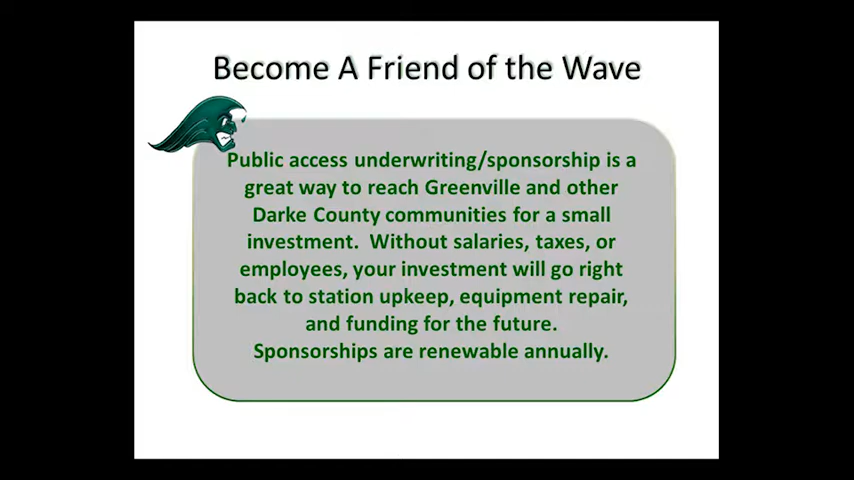 Become A Friend of the Wave
Public access underwriting/sponsorship is a
great way to reach Greenville and other
Darke County communities for a small
investment.  Without salaries, taxes, or
employees, your investment will go right
back to station upkeep, equipment repair,
and funding for the future.
Sponsorships are renewable annually.